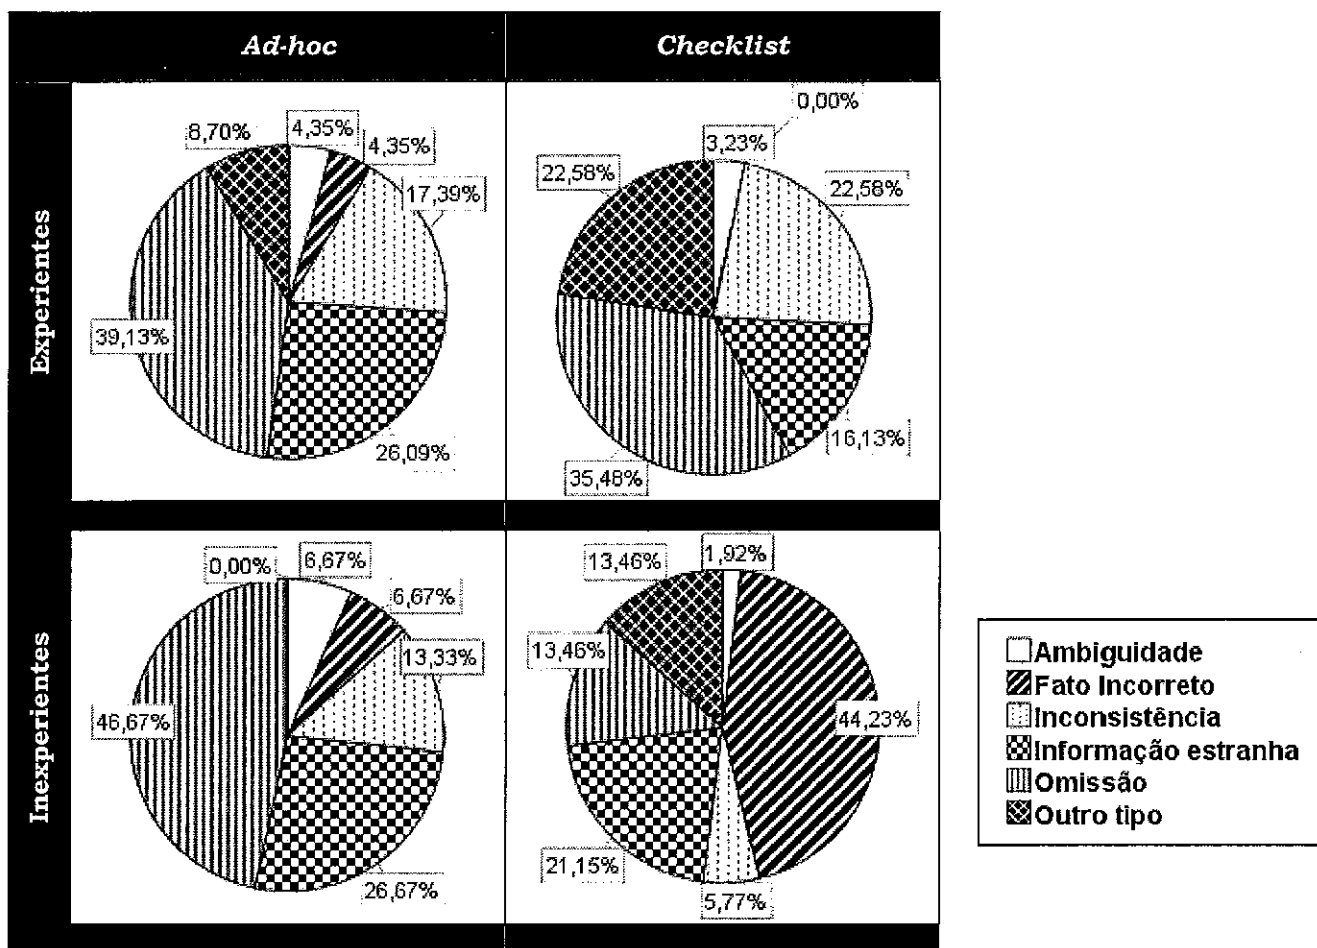 Ad-hoc
Checklist
Experientes
8,70%
4,35%
4,35%
17,39%
39,13%
26,09%
0,00%
3,23%
22,58%
22,58%
16,13%
35,48%
Inexperientes
0,00%
6,67%
6,67%
13,33%
46,67%
26,67%
13,46%
1,92%
13,46%
44,23%
21,15%
5,77%
Ambiguidade
Fato Incorreto
Inconsistência
Informação estranha
Omissão
Outro tipo